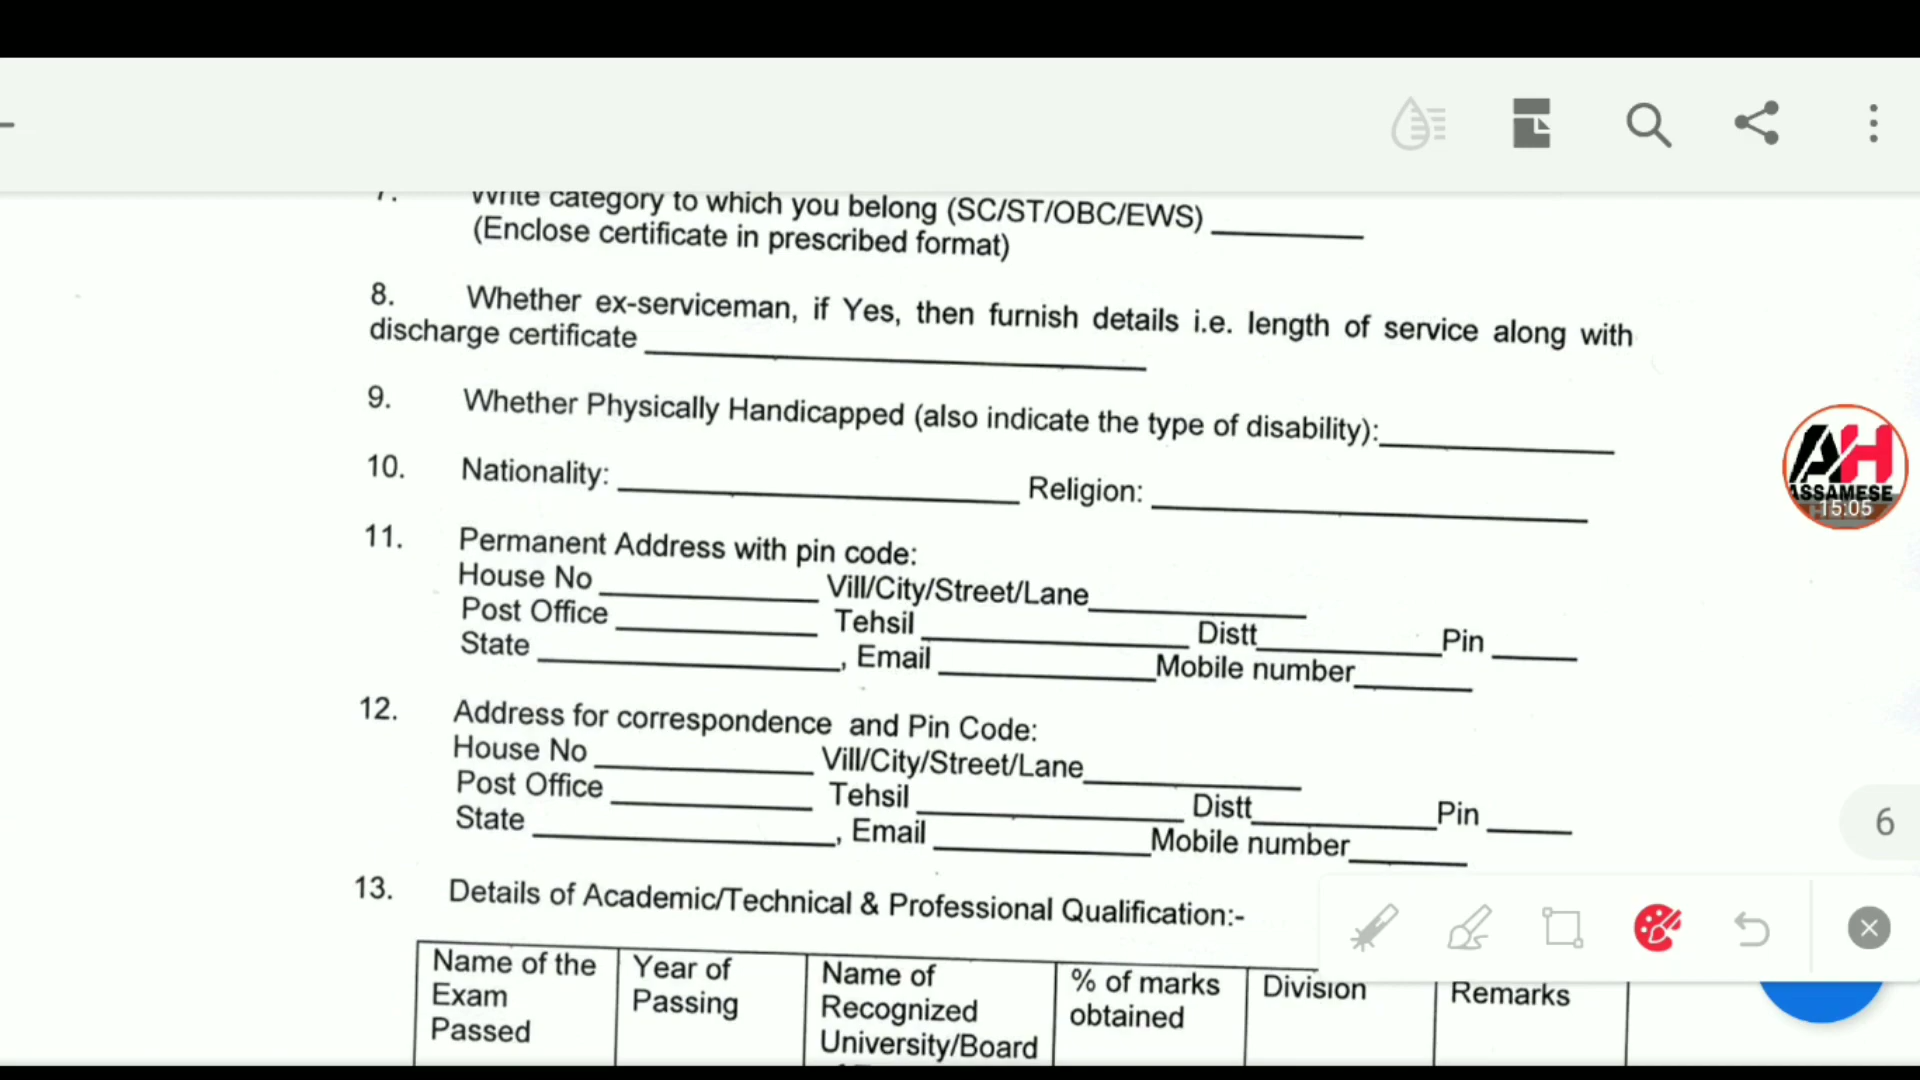 7. Write category to which you belong (SC/ST/OBC/EWS)
(Enclose certificate in prescribed format)
8. Whether ex-serviceman, if Yes, then furnish details i.e. length of service along with
discharge certificate
9. Whether Physically Handicapped (also indicate the type of disability):
10. Nationality: Religion:
11. Permanent Address with pin code:
House No Vill/City/Street/Lane
Post Office Tehsil Distt Pin
State , Email Mobile number
12. Address for correspondence and Pin Code:
House No Vill/City/Street/Lane
Post Office Tehsil Distt Pin
State , Email Mobile number
13. Details of Academic/Technical & Professional Qualification:-
Name of the
Exam
Passed
Year of
Passing
Name of
Recognized
University/Board
% of marks
obtained
Division
Remarks
AH
ASSAMESE
15:05
6